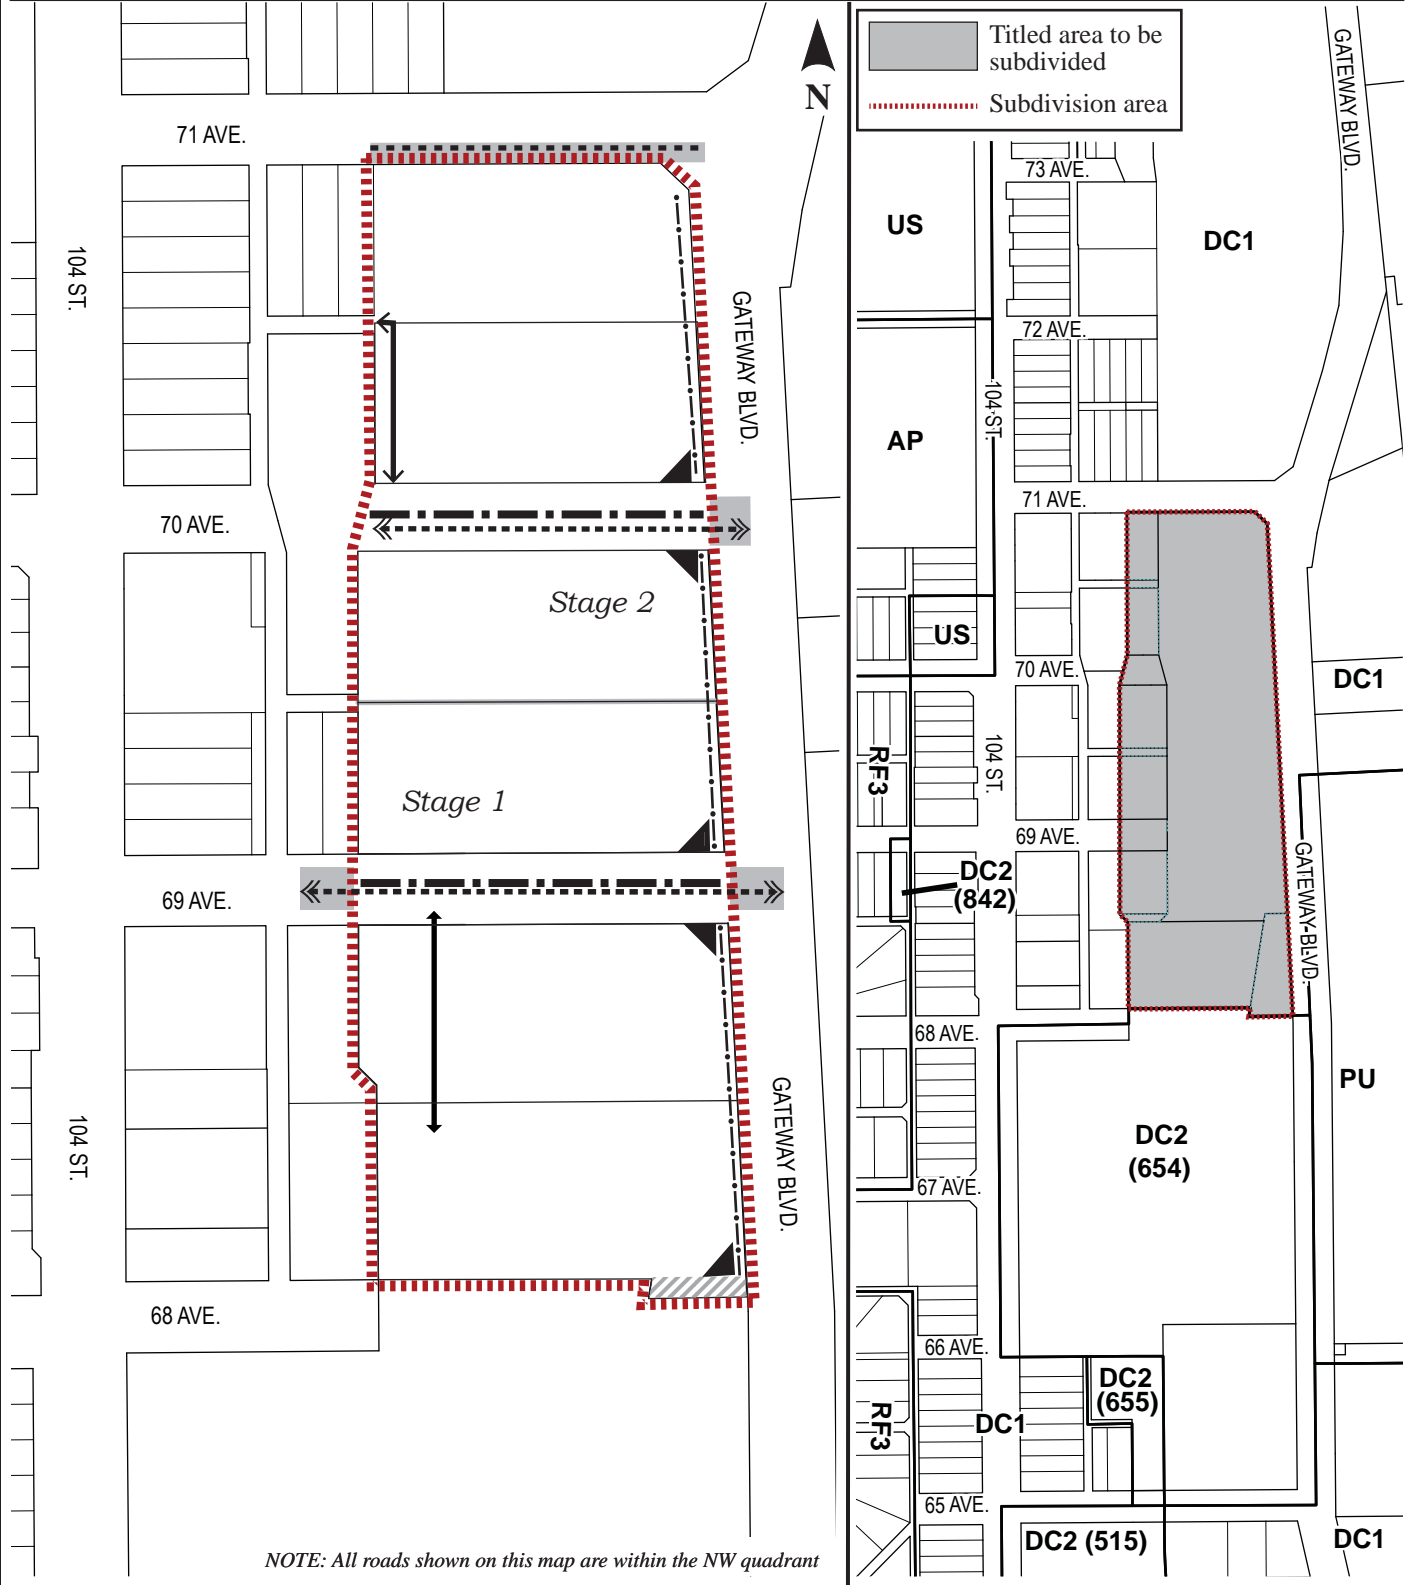 71 AVE.
N
104 ST.
GATEWAY BLVD.
70 AVE.
Stage 2
Stage 1
69 AVE.
104 ST.
GATEWAY BLVD.
68 AVE.
NOTE: All roads shown on this map are within the NW quadrant
Titled area to be
subdivided
Subdivision area
GATEWAY BLVD.
73 AVE.
US
DC1
72 AVE.
104 ST.
AP
71 AVE.
US
70 AVE.
DC1
RF3
104 ST.
69 AVE.
GATEWAY BLVD.
DC2
(842)
68 AVE.
PU
DC2
(654)
67 AVE.
66 AVE.
DC2
(655)
RF3
DC1
65 AVE.
DC2 (515)
DC1